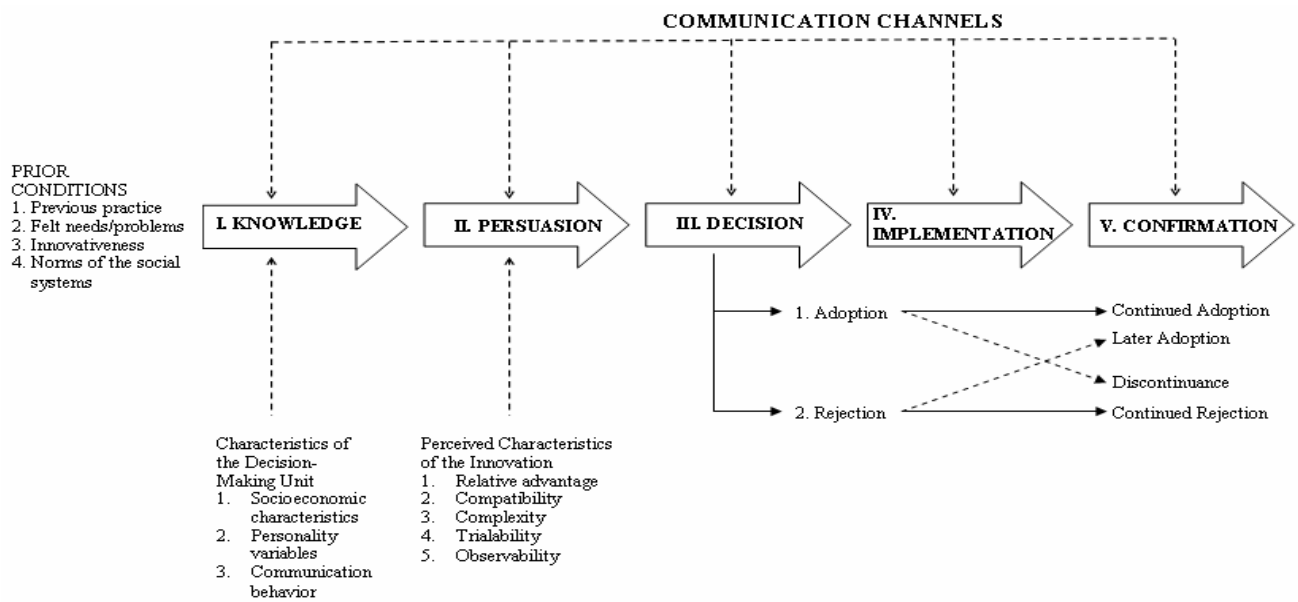 COMMUNICATION CHANNELS
PRIOR
CONDITIONS
1. Previous practice
2. Felt needs/problems
3. Innovativeness
4. Norms of the social
systems
I. KNOWLEDGE
II. PERSUASION
III. DECISION
IV.
IMPLEMENTATION
V. CONFIRMATION
1. Adoption
2. Rejection
Continued Adoption
Later Adoption
Discontinuance
Continued Rejection
Characteristics of
the Decision-
Making Unit
1. Socioeconomic
characteristics
2. Personality
variables
3. Communication
behavior
Perceived Characteristics
of the Innovation
1. Relative advantage
2. Compatibility
3. Complexity
4. Trialability
5. Observability